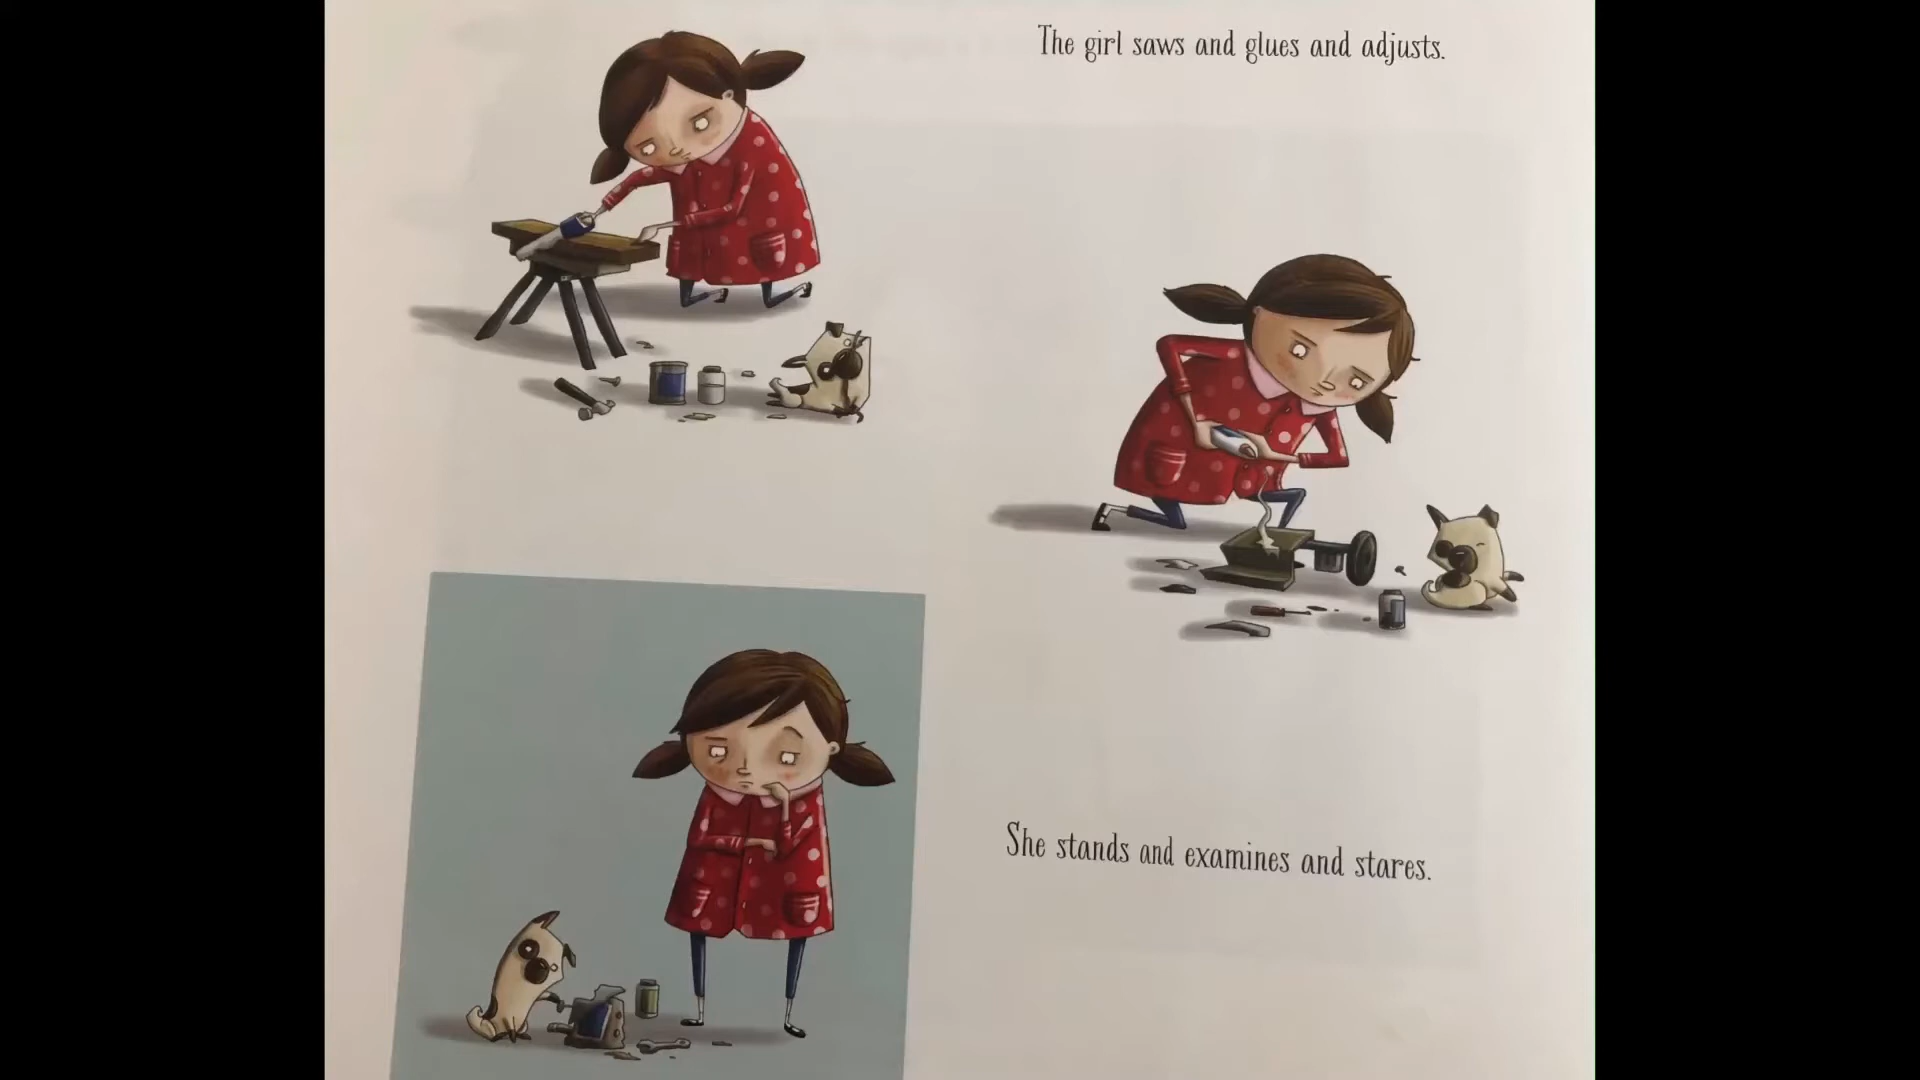 The girl saws and glues and adjusts.
She stands and examines and stares.